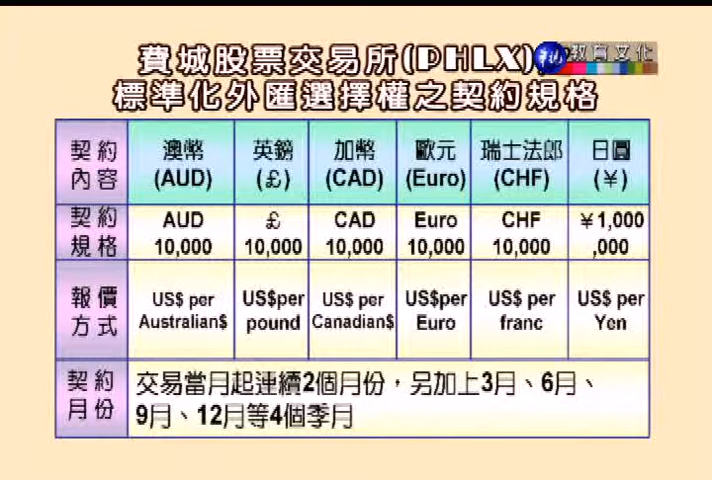 費城股票交易所(PHLX)
教育文化
標準化外匯選擇權之契約規格
契約內容 澳幣(AUD) 英鎊(£) 加幣(CAD) 歐元(Euro) 瑞士法郎(CHF) 日圓(¥)
契約規格 AUD 10,000 £ 10,000 CAD 10,000 Euro 10,000 CHF 10,000 ¥1,000,000
報價方式 US$ per Australian$ US$per pound US$ per Canadian$ US$per Euro US$ per franc US$ per Yen
契約月份 交易當月起連續2個月份，另加上3月、6月、
9月、12月等4個季月